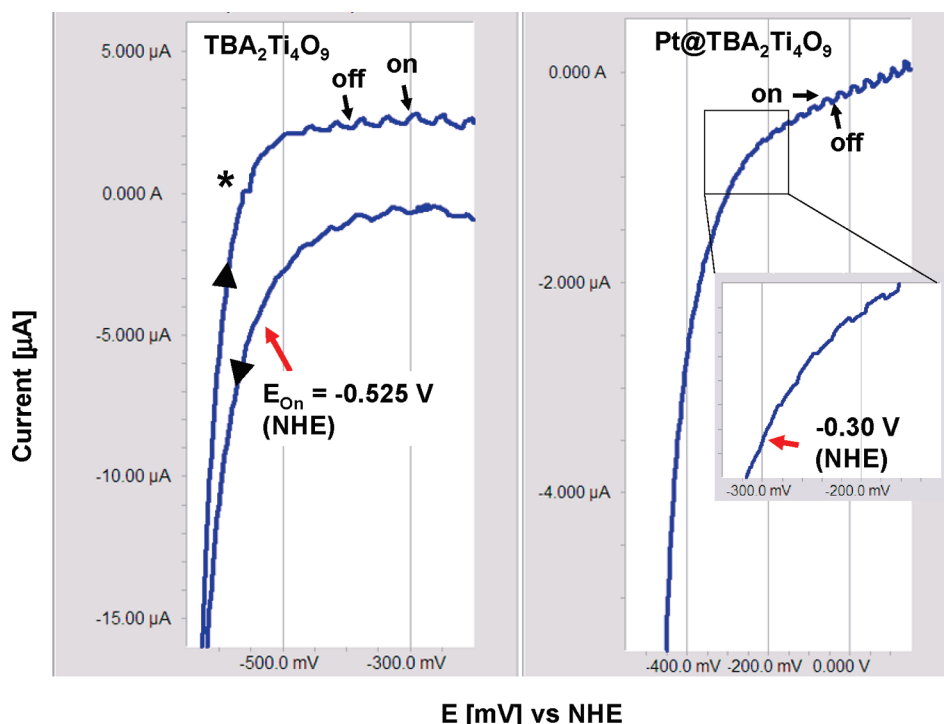 TBA₂Ti₄O₉
5.000 µA
off
on
0.000 A
*
-5.000 µA
E_On = -0.525 V
(NHE)
-10.00 µA
-15.00 µA
-500.0 mV
-300.0 mV
Pt@TBA₂Ti₄O₉
0.000 A
on
off
-2.000 µA
-4.000 µA
-0.30 V
(NHE)
-300.0 mV
-200.0 mV
-400.0 mV
-200.0 mV
0.000 V
Current [µA]
E [mV] vs NHE